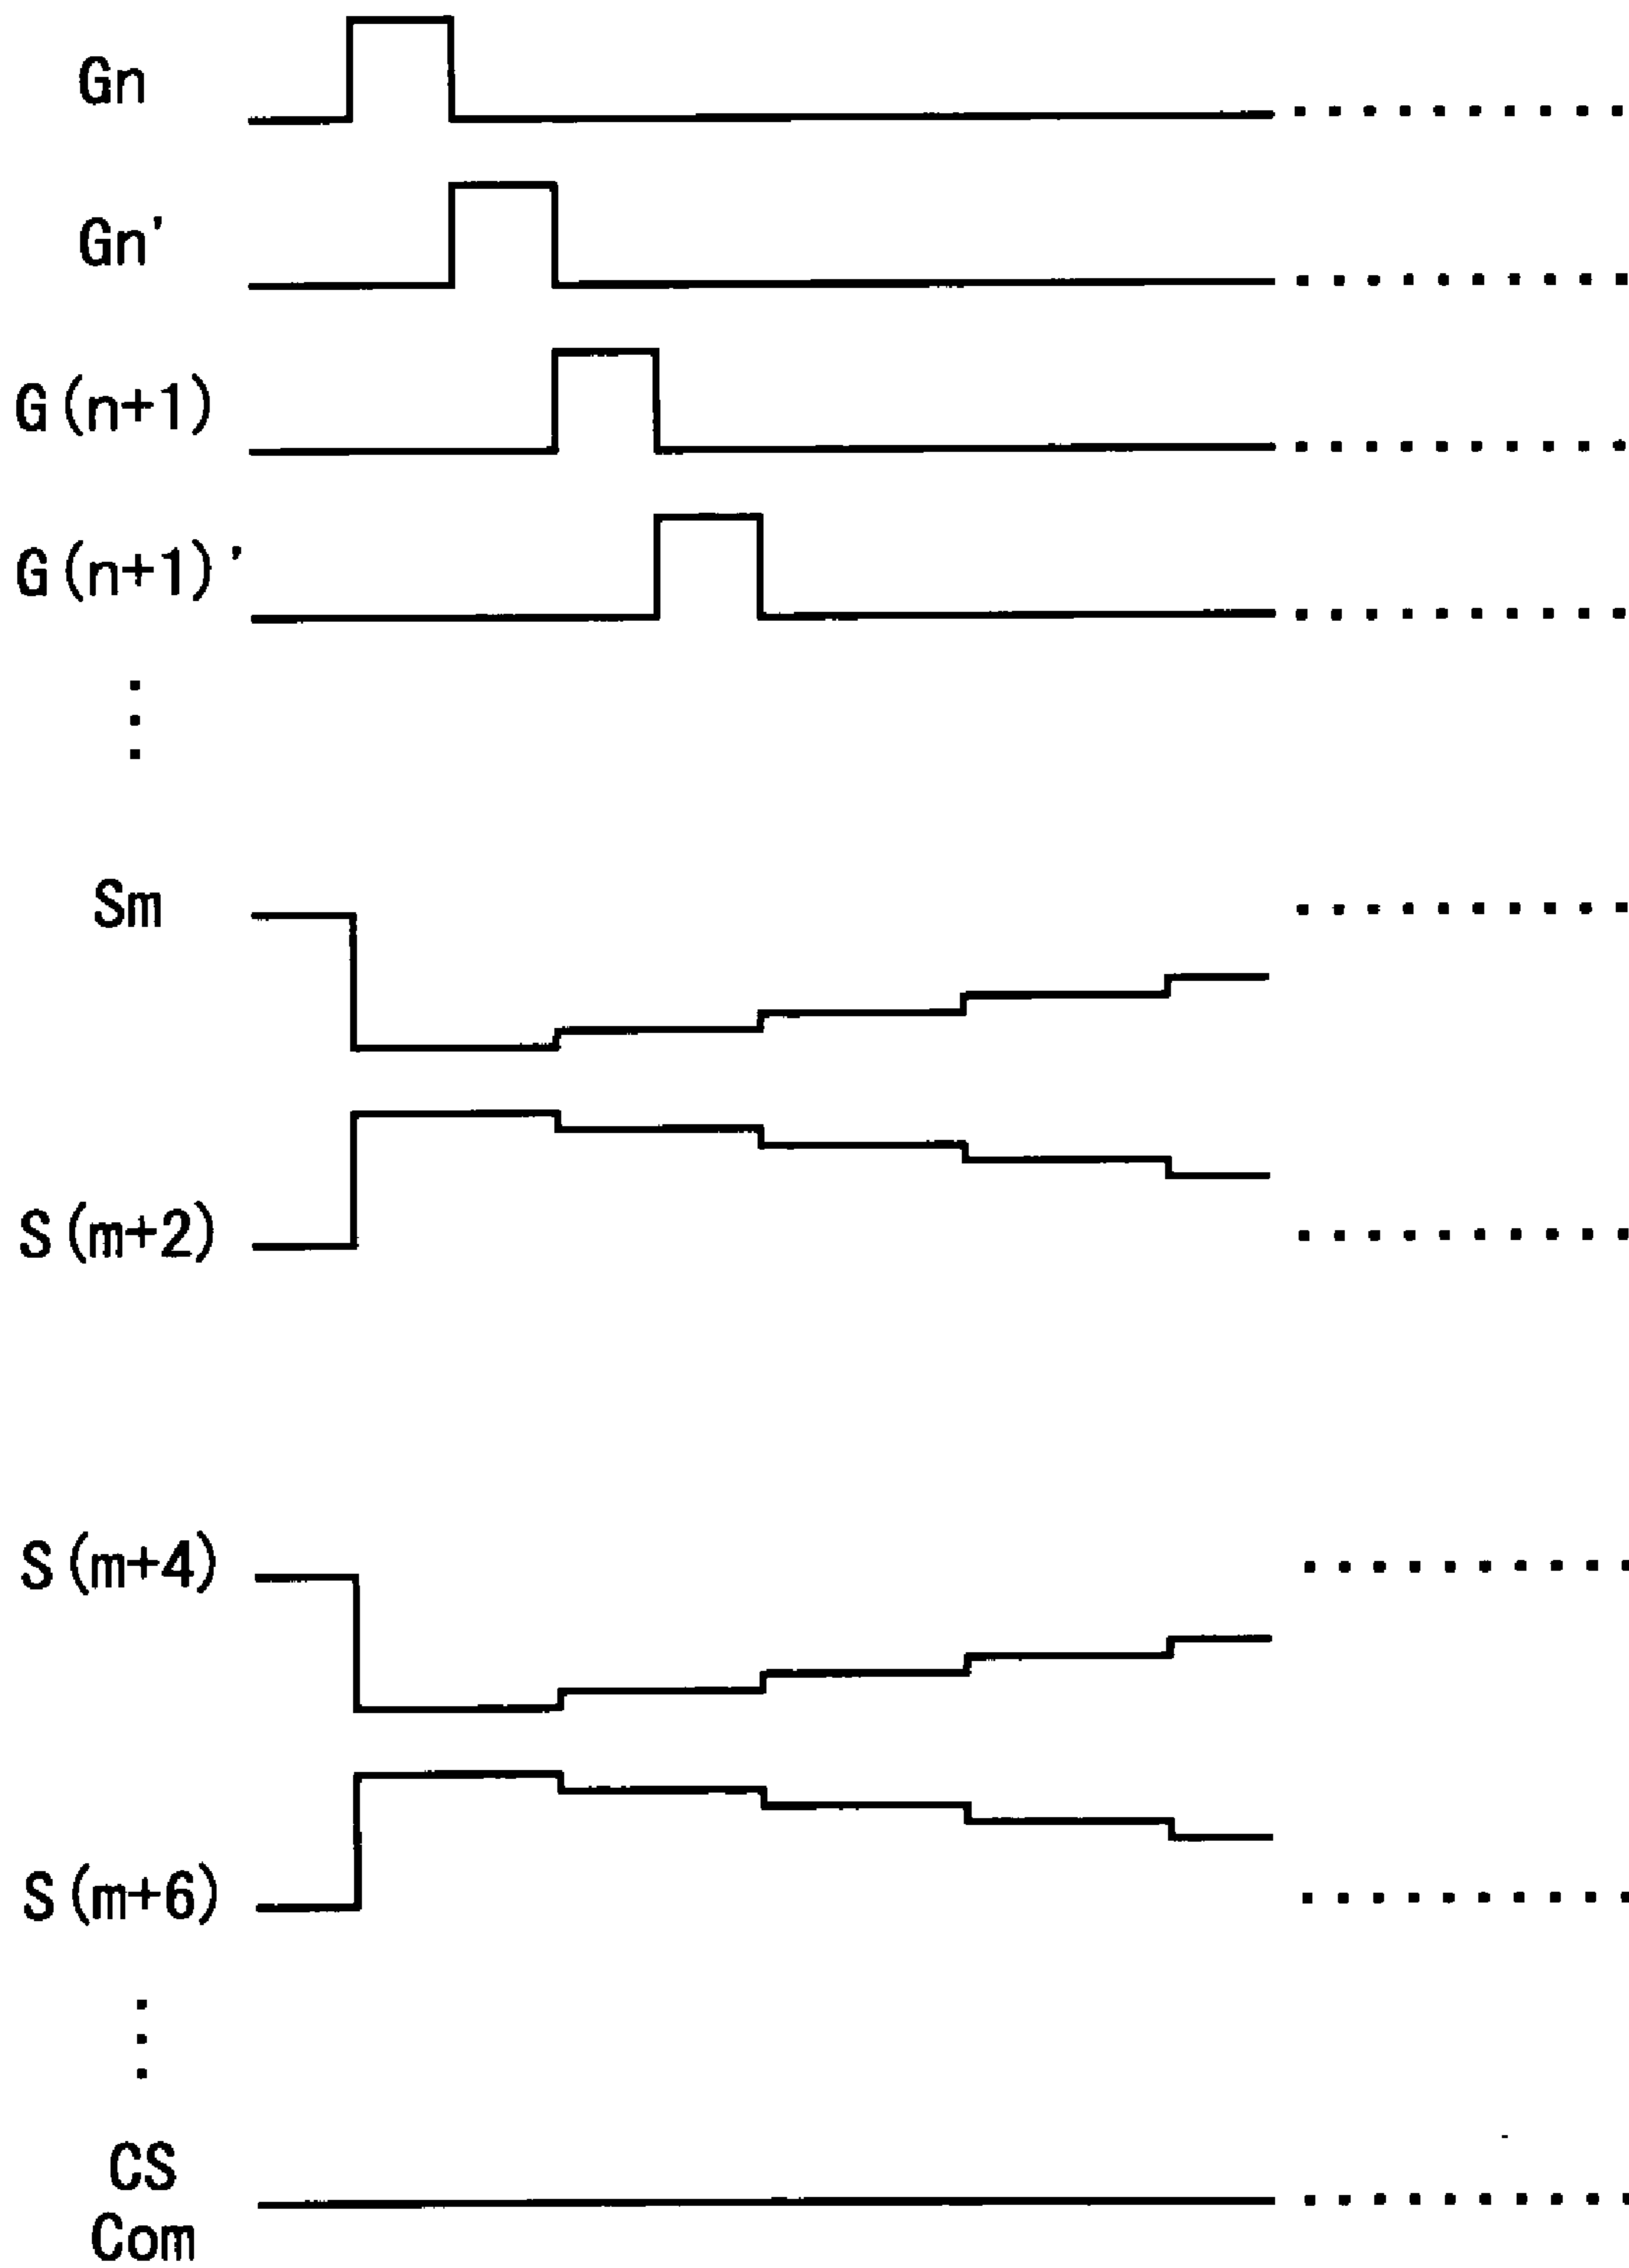 Gn
Gn'
G(n+1)
G(n+1)'
Sm
S(m+2)
S(m+4)
S(m+6)
CS
Com